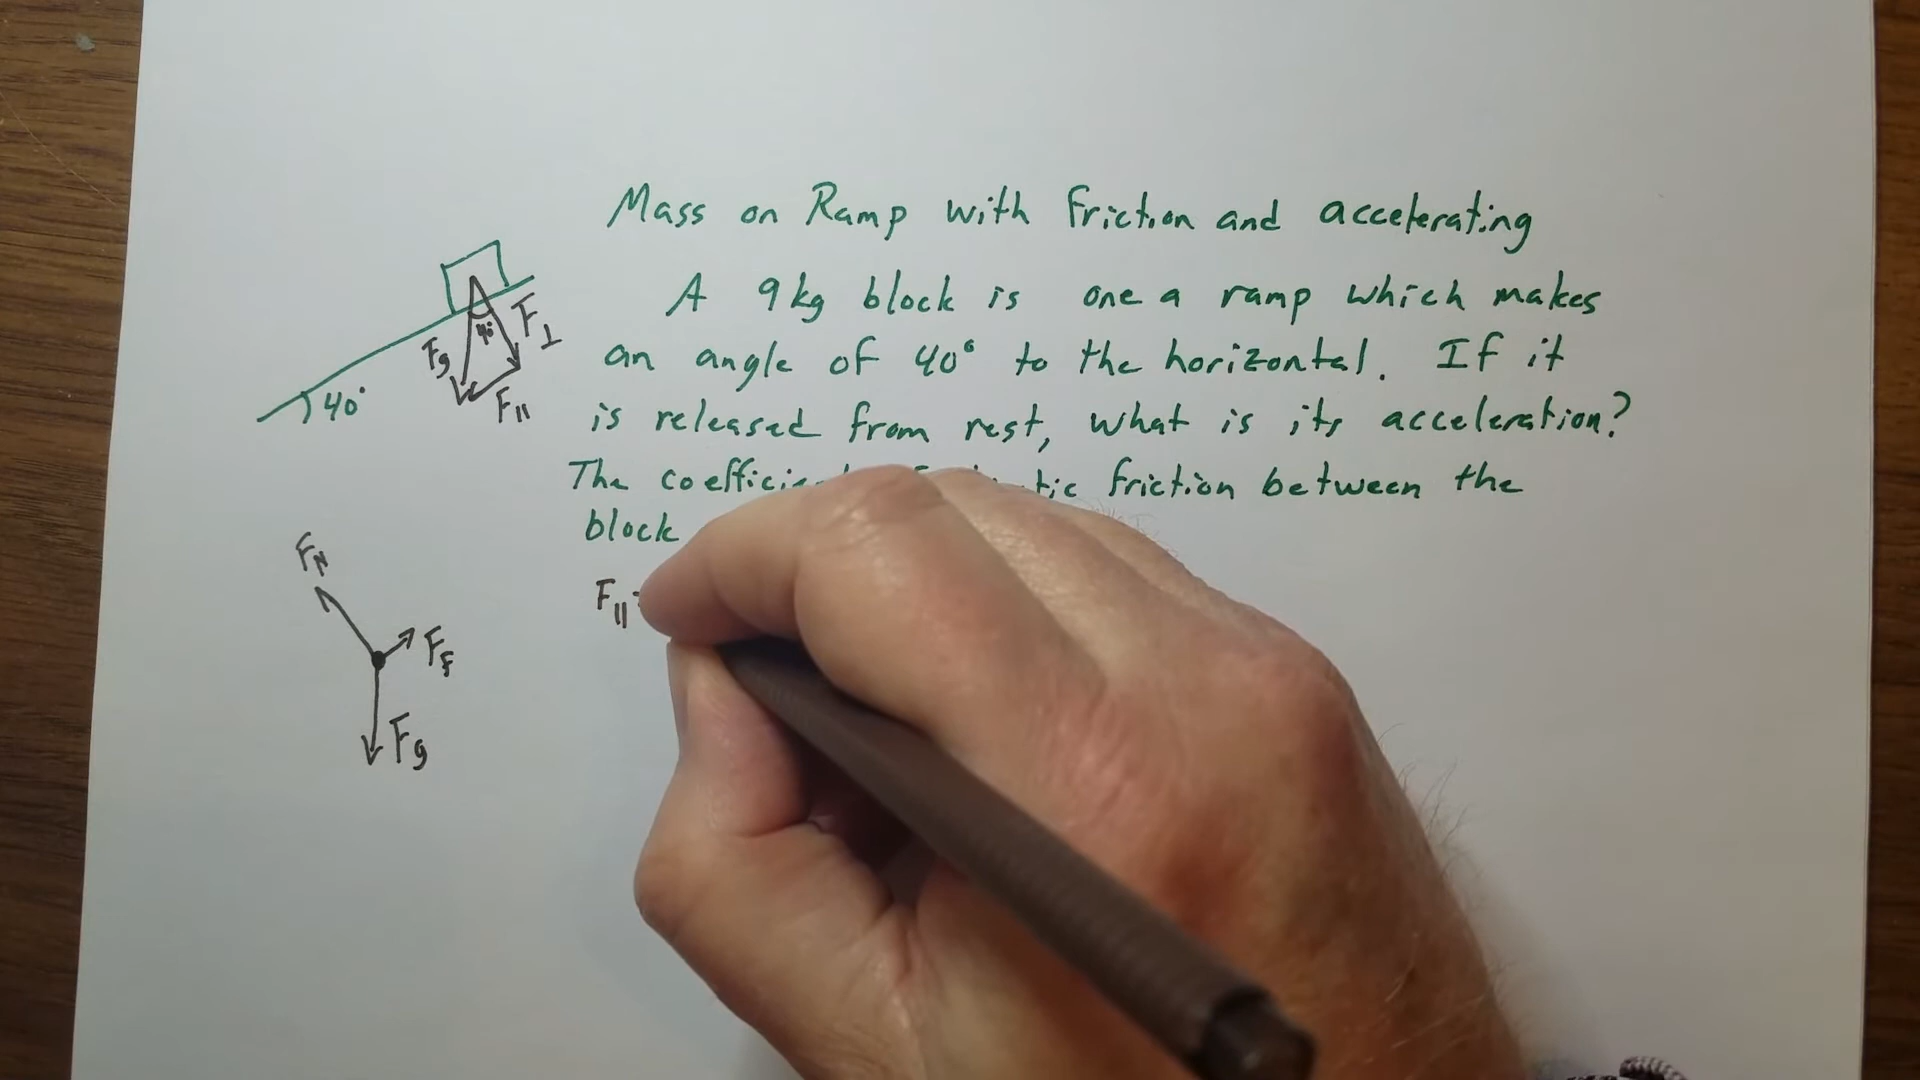 Mass on Ramp with friction and accelerating
A 9kg block is one a ramp which makes
an angle of 40° to the horizontal. If it
is released from rest, what is its acceleration?
The friction between the
block
F||
Fg
40°
F⊥
F||
40°
FN
Ff
Fg